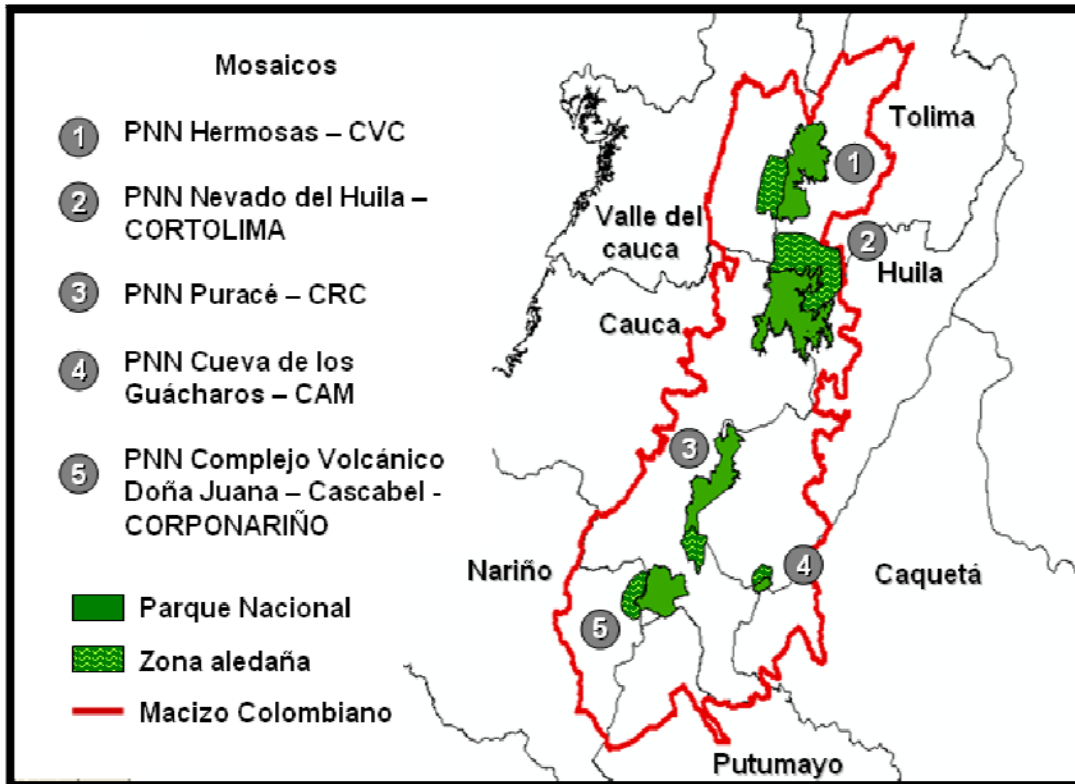 Mosaicos
1 PNN Hermosas – CVC
2 PNN Nevado del Huila –
CORTOLIMA
3 PNN Puracé – CRC
4 PNN Cueva de los
Guácharos – CAM
5 PNN Complejo Volcánico
Doña Juana – Cascabel -
CORPONARIÑO
Parque Nacional
Zona aledaña
Macizo Colombiano
Tolima
1
Valle del
cauca
2
Huila
Cauca
3
Nariño
4
Caquetá
5
Putumayo